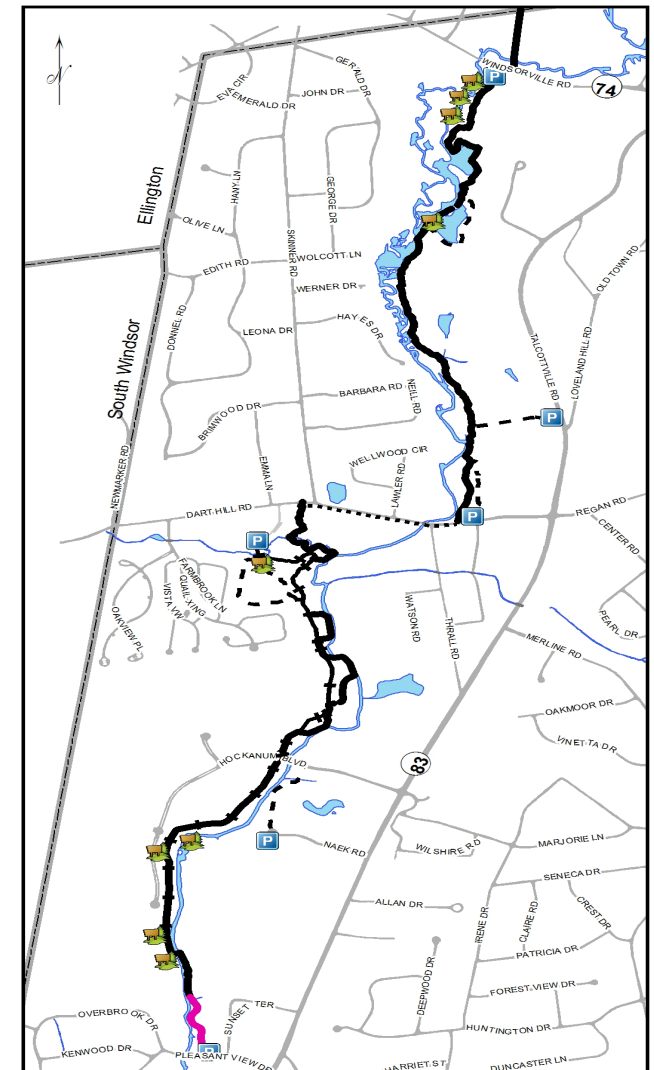 N
WINDSORVILLE RD
P
74
GERALD DR
EVA CIR
EMERALD DR
JOHN DR
Ellington
HANY LN
GEORGE DR
OLIVE LN
SKINNER RD
EDITH RD
WOLCOTT LN
WERNER DR
OLD TOWN RD
DONNEL RD
LEONA DR
HAYES DR
South Windsor
TALCOTTVILLE RD
LOVELAND HILL RD
BARBARA RD
NEILL RD
BRIMWOOD DR
P
NEWMARKER RD
EMMA LN
WELLWOOD CIR
LAWLER RD
DART HILL RD
P
REGAN RD
CENTER RD
P
FARMBROOK LN
QUAIL XING
VISTA VW
OAKVIEW PL
WATSON RD
THRALL RD
PEARL DR
MERLINE RD
OAKMOOR DR
VINETTA DR
HOCKANUM BLVD
83
P
NAEK RD
WILSHIRE RD
MARJORIE LN
SENECA DR
ALLAN DR
IRENE DR
CLAIRE RD
CREST DR
PATRICIA DR
DEEPWOOD DR
FOREST VIEW DR
OVERBROOK DR
SUNSET TER
HUNTINGTON DR
KENWOOD DR
P
PLEASANT VIEW DR
HARRIET ST
DUNCASTER LN